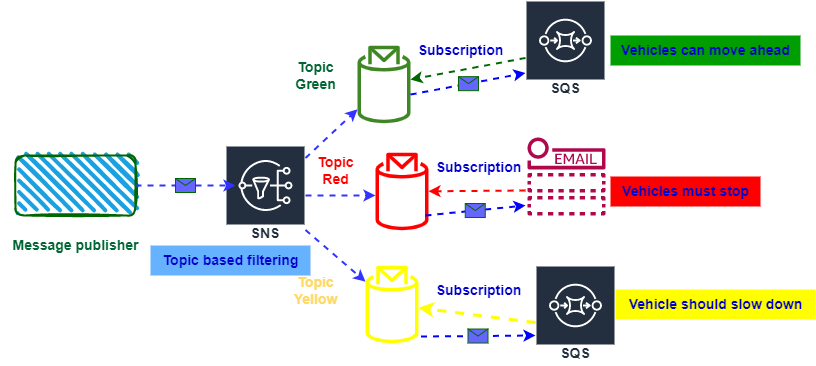 Subscription
Vehicles can move ahead
Topic
Green
SQS
Topic
Red
Subscription
EMAIL
Vehicles must stop
SNS
Message publisher
Topic based filtering
Topic
Yellow
Subscription
Vehicle should slow down
SQS